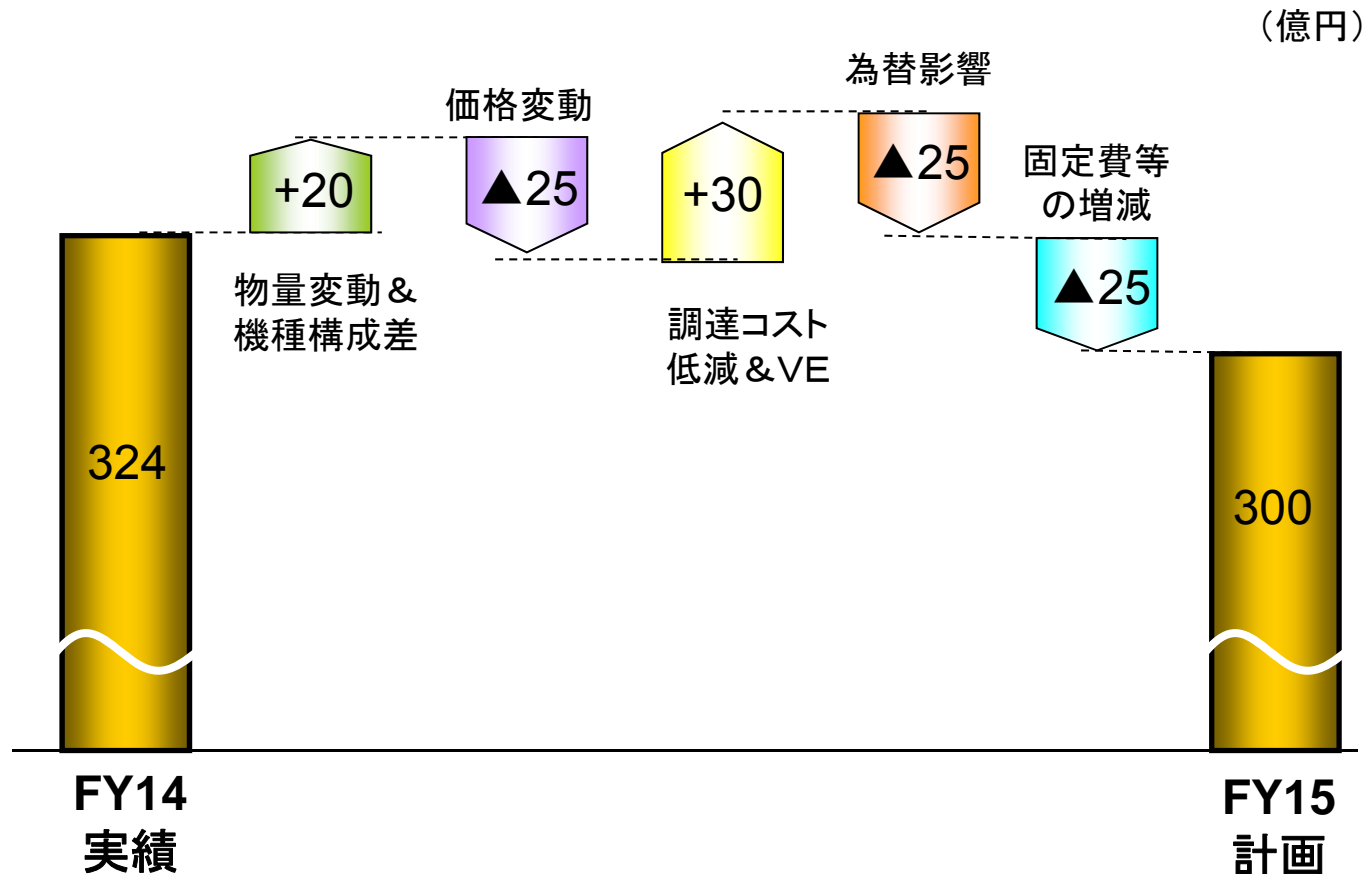 （億円）
為替影響
価格変動
固定費等
の増減
+20
▲25
+30
▲25
▲25
物量変動＆
機種構成差
調達コスト
低減＆ＶＥ
324
300
FY14
実績
FY15
計画